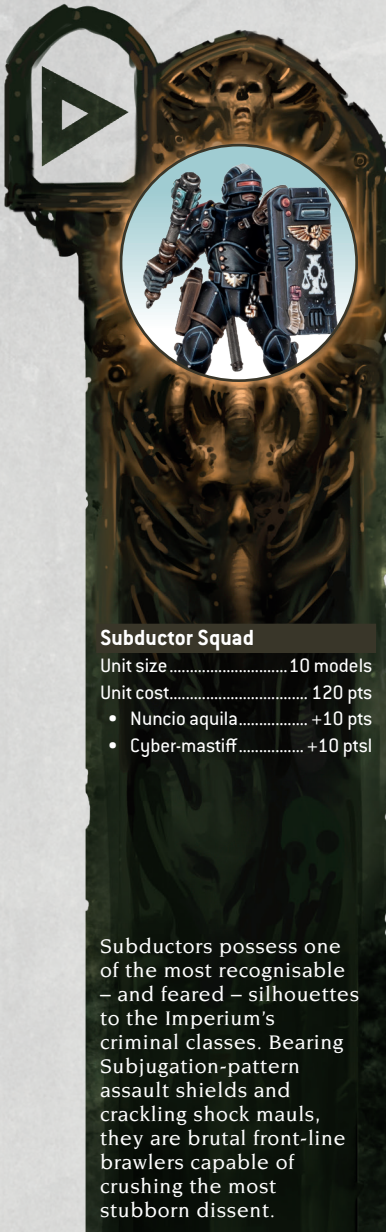 Subductor Squad
Unit size............................10 models
Unit cost................................. 120 pts
• Nuncio aquila................ +10 pts
• Cyber-mastiff............... +10 ptsl
Subductors possess one
of the most recognisable
– and feared – silhouettes
to the Imperium’s
criminal classes. Bearing
Subjugation-pattern
assault shields and
crackling shock mauls,
they are brutal front-line
brawlers capable of
crushing the most
stubborn dissent.